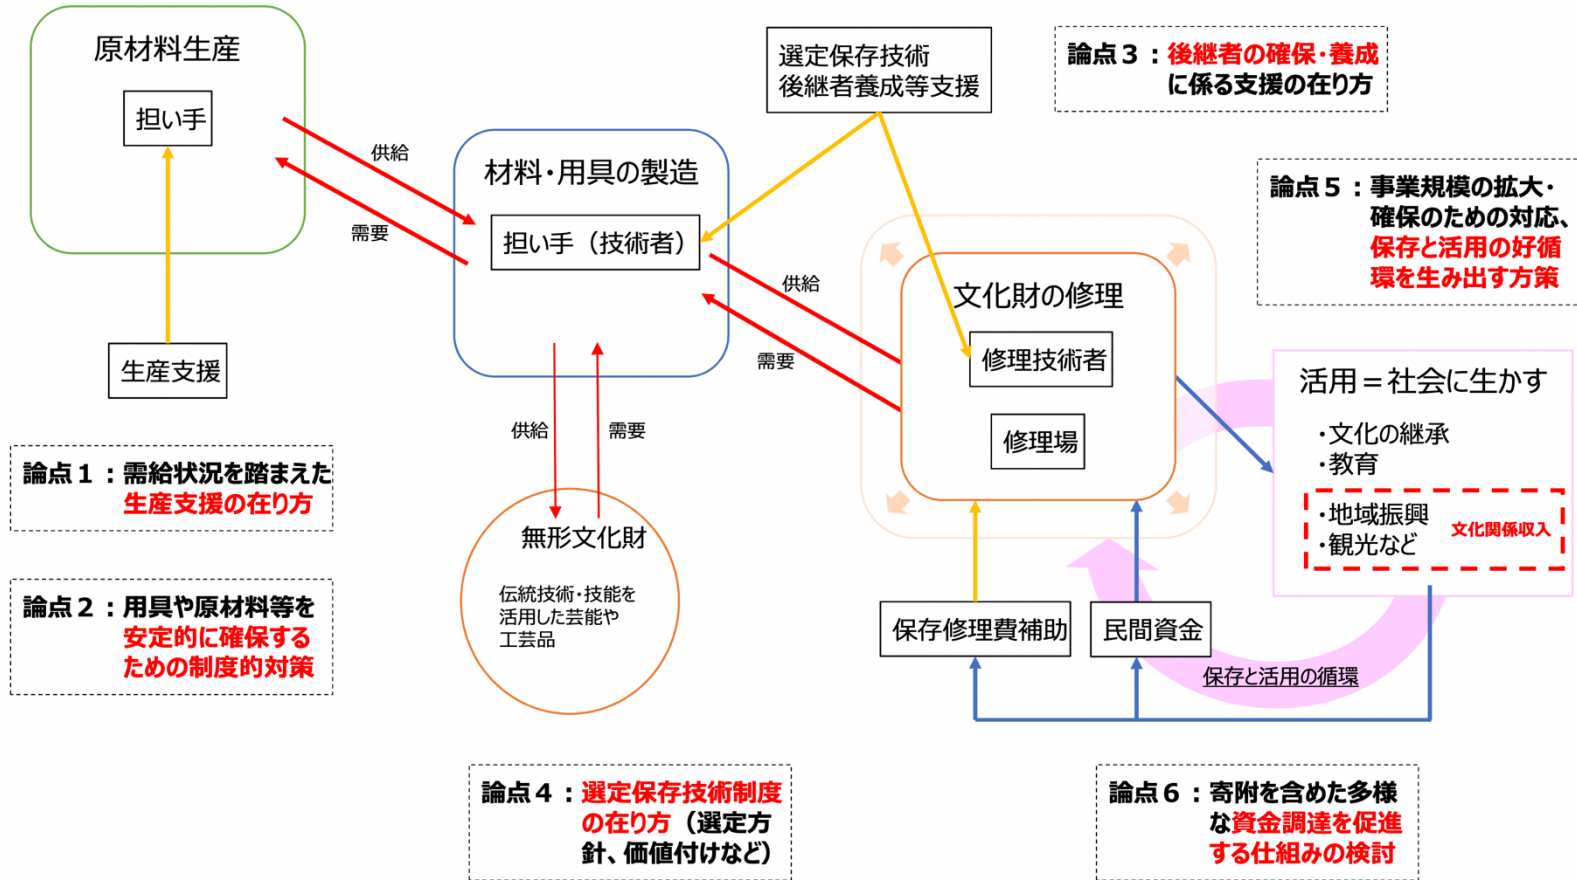 原材料生産
担い手
供給
需要
生産支援
材料・用具の製造
担い手（技術者）
選定保存技術
後継者養成等支援
供給
需要
供給
需要
無形文化財
伝統技術・技能を
活用した芸能や
工芸品
文化財の修理
修理技術者
修理場
保存修理費補助
民間資金
保存と活用の循環
活用＝社会に生かす
・文化の継承
・教育
・地域振興
・観光など
文化関係収入
論点１：需給状況を踏まえた
生産支援の在り方
論点２：用具や原材料等を
安定的に確保する
ための制度的対策
論点３：後継者の確保・養成
に係る支援の在り方
論点４：選定保存技術制度
の在り方（選定方
針、価値付けなど）
論点５：事業規模の拡大・
確保のための対応、
保存と活用の好循
環を生み出す方策
論点６：寄附を含めた多様
な資金調達を促進
する仕組みの検討